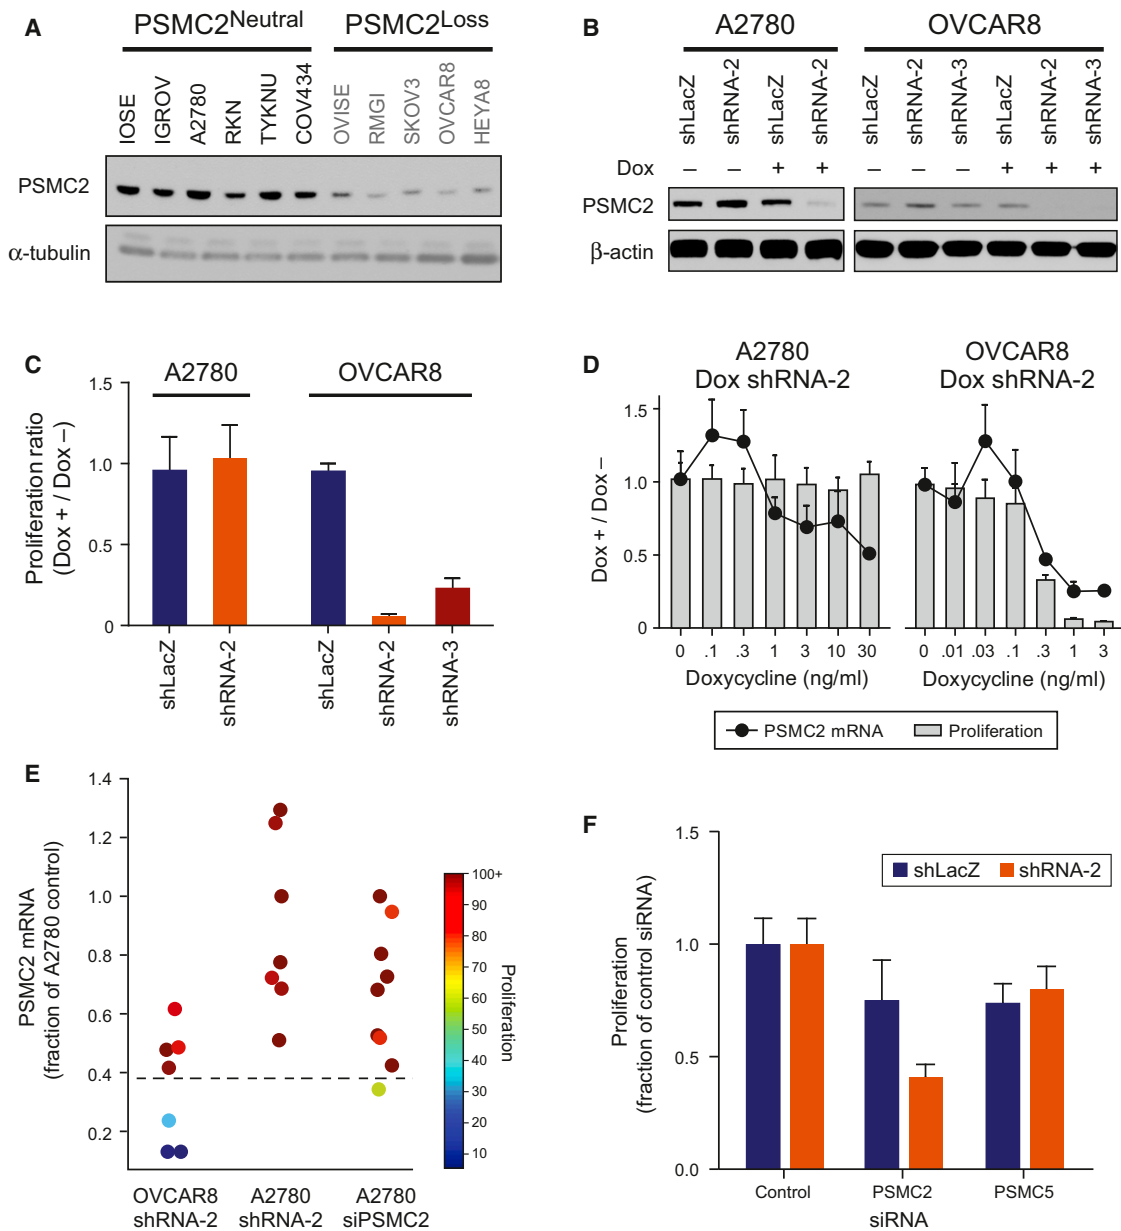 A
PSMC2Neutral
PSMC2Loss
IOSE
IGROV
A2780
RKN
TYKNU
COV434
OVISE
RMGI
SKOV3
OVCAR8
HEYA8
PSMC2
α-tubulin
B
A2780
OVCAR8
shLacZ
shRNA-2
shLacZ
shRNA-2
shLacZ
shRNA-2
shRNA-3
shLacZ
shRNA-2
shRNA-3
Dox – – + + – – – + + +
PSMC2
β-actin
C
A2780
OVCAR8
Proliferation ratio
(Dox + / Dox –)
1.5
1.0
0.5
0
shLacZ
shRNA-2
shLacZ
shRNA-2
shRNA-3
D
A2780
Dox shRNA-2
OVCAR8
Dox shRNA-2
Dox + / Dox –
1.5
1.0
0.5
0
0 .1 .3 1 3 10 30
Doxycycline (ng/ml)
0 .01 .03 .1 .3 1 3
Doxycycline (ng/ml)
PSMC2 mRNA
Proliferation
E
PSMC2 mRNA
(fraction of A2780 control)
1.4
1.2
1.0
0.8
0.6
0.4
0.2
OVCAR8
shRNA-2
A2780
shRNA-2
A2780
siPSMC2
100+
90
80
70
60
50
40
30
20
10
Proliferation
F
Proliferation
(fraction of control siRNA)
1.5
1.0
0.5
0.0
shLacZ
shRNA-2
Control
PSMC2
PSMC5
siRNA